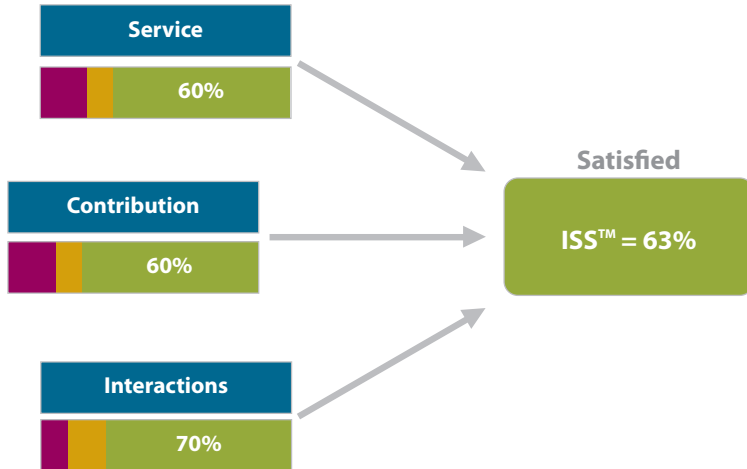 Service
60%
Contribution
60%
Interactions
70%
Satisfied
ISS™ = 63%